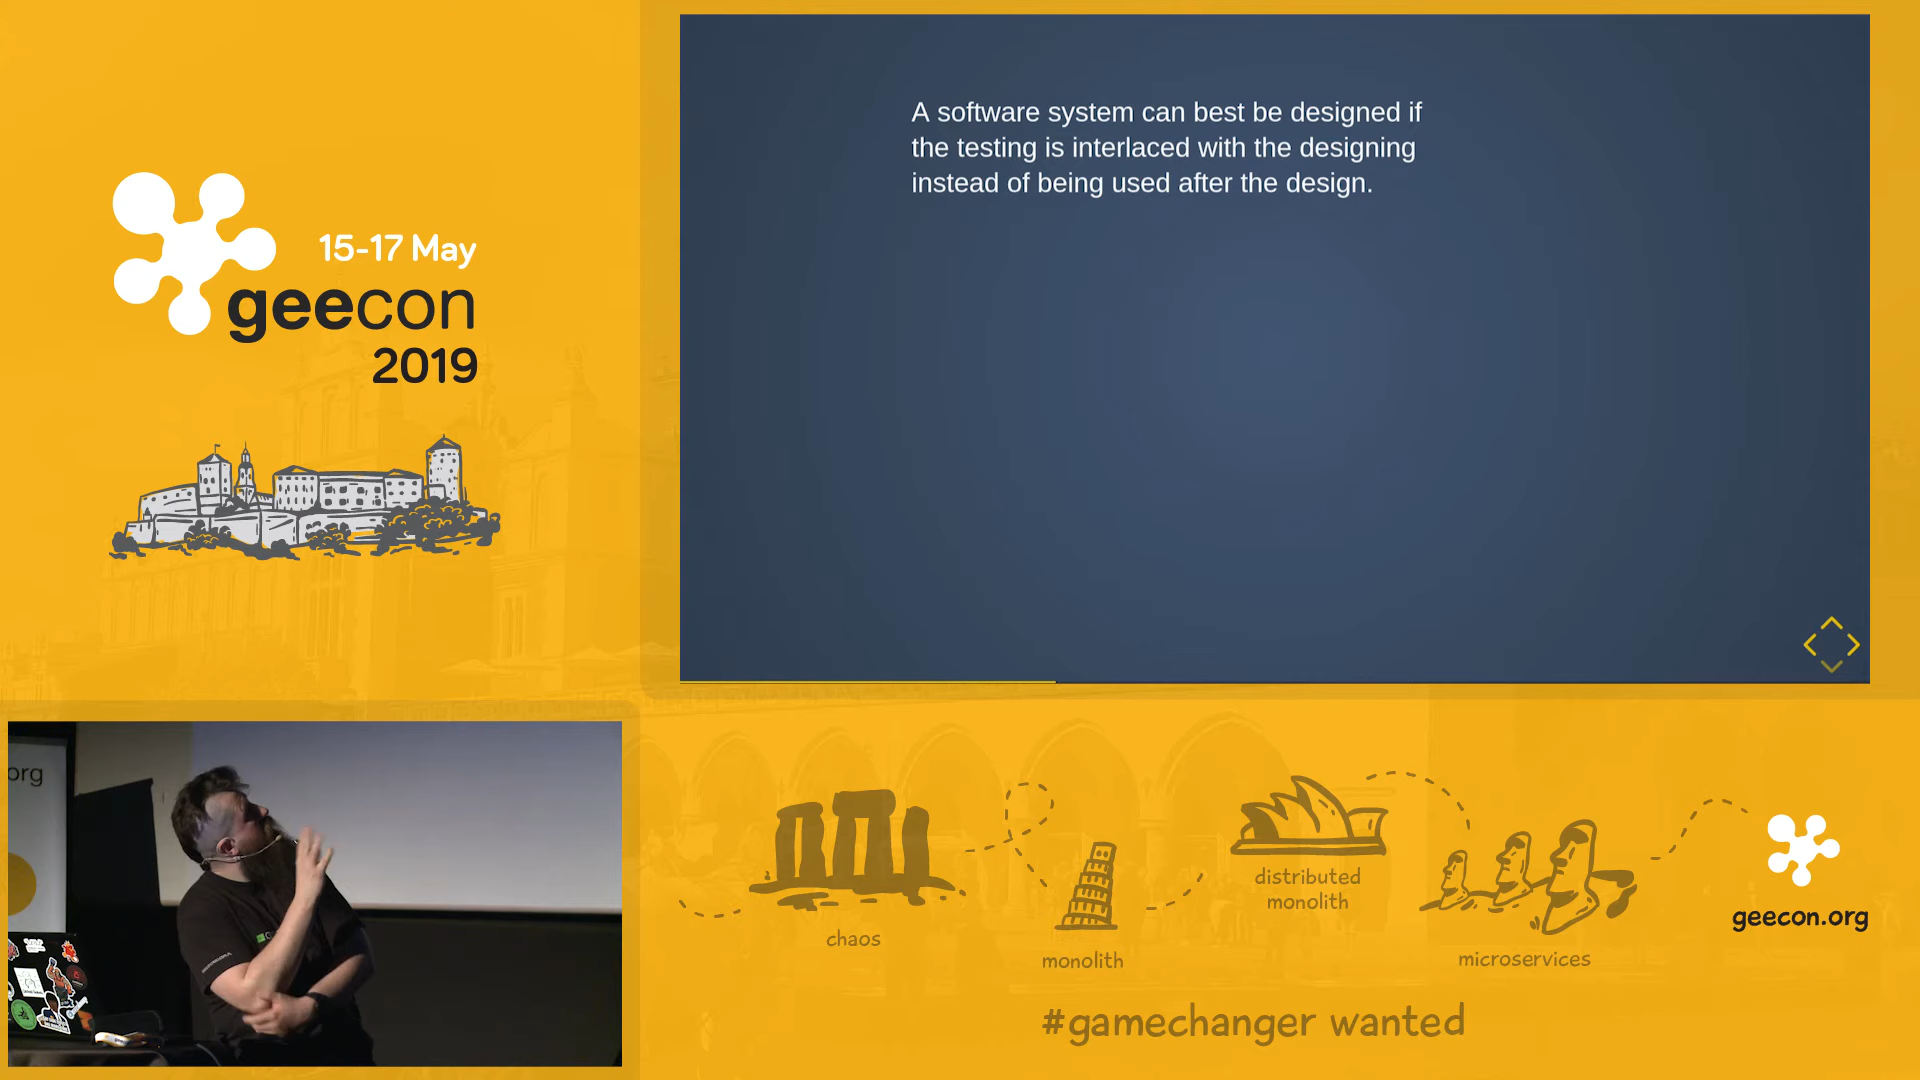 15-17 May
geecon
2019
A software system can best be designed if
the testing is interlaced with the designing
instead of being used after the design.
org
chaos
monolith
distributed
monolith
microservices
geecon.org
#gamechanger wanted